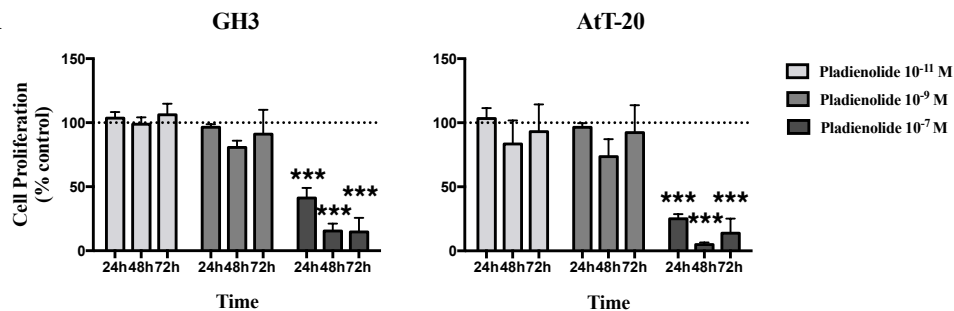 GH3
AtT-20
Cell Proliferation
(% control)
150
100
50
0
***
***
***
24h48h72h
24h48h72h
24h48h72h
Time
150
100
50
0
***
***
***
24h48h72h
24h48h72h
24h48h72h
Time
Pladienolide 10⁻¹¹ M
Pladienolide 10⁻⁹ M
Pladienolide 10⁻⁷ M